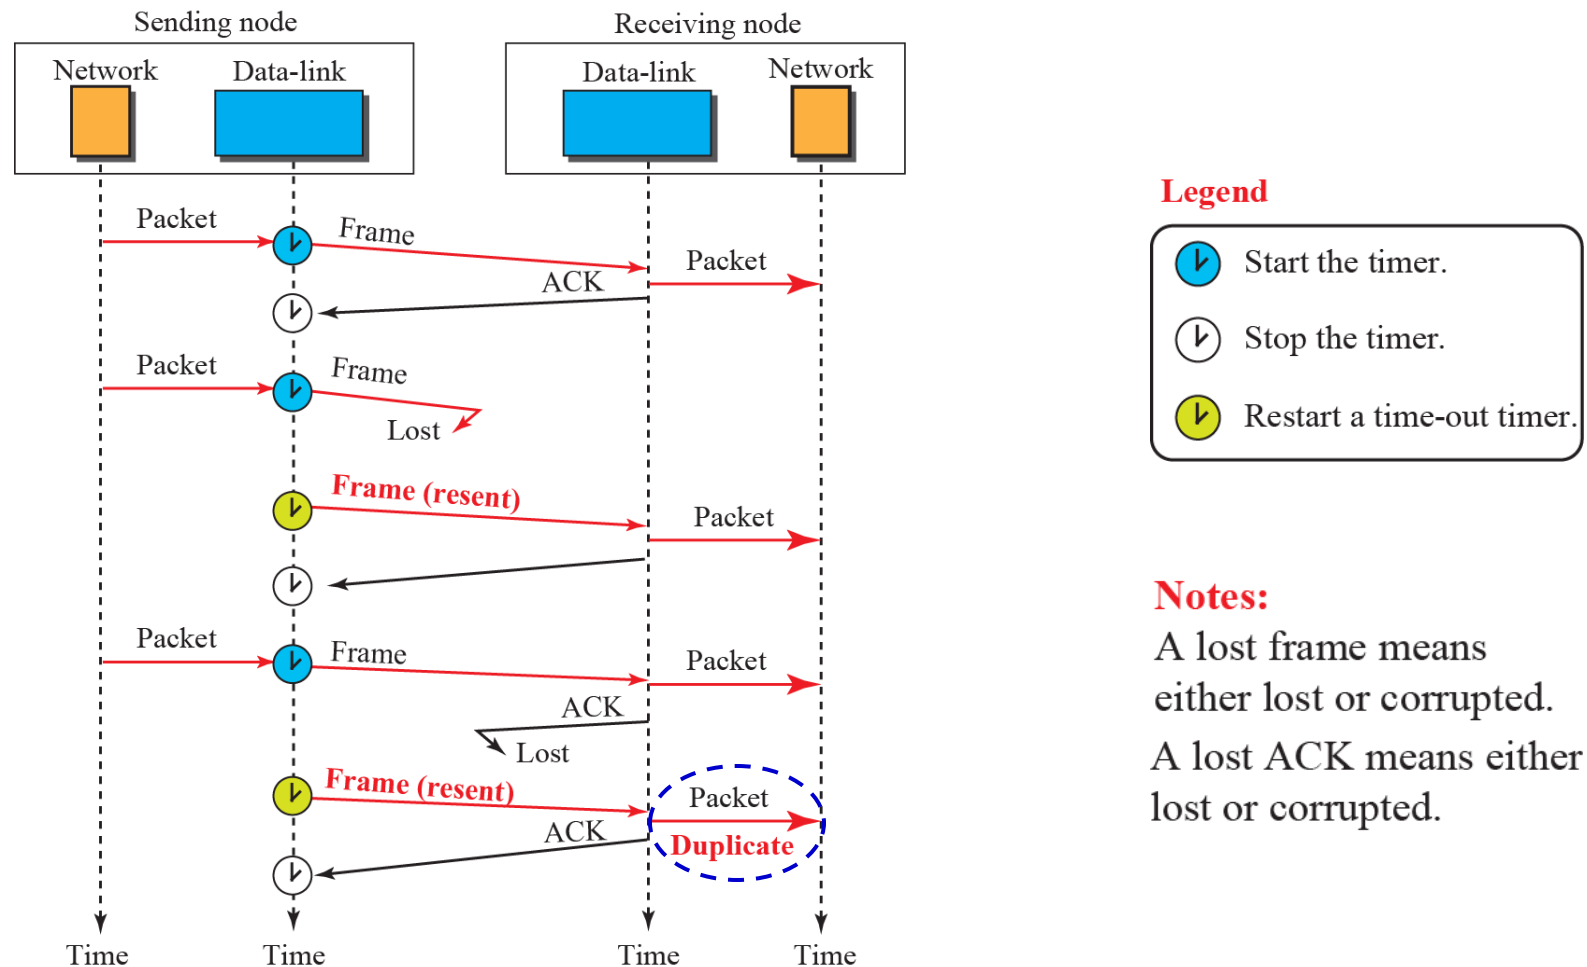 Sending node
Receiving node
Network
Data-link
Data-link
Network
Packet
Frame
Packet
ACK
Packet
Frame
Lost
Frame (resent)
Packet
Packet
Frame
Packet
ACK
Lost
Frame (resent)
Packet
ACK
Duplicate
Time
Time
Time
Time
Legend
Start the timer.
Stop the timer.
Restart a time-out timer.
Notes:
A lost frame means
either lost or corrupted.
A lost ACK means either
lost or corrupted.